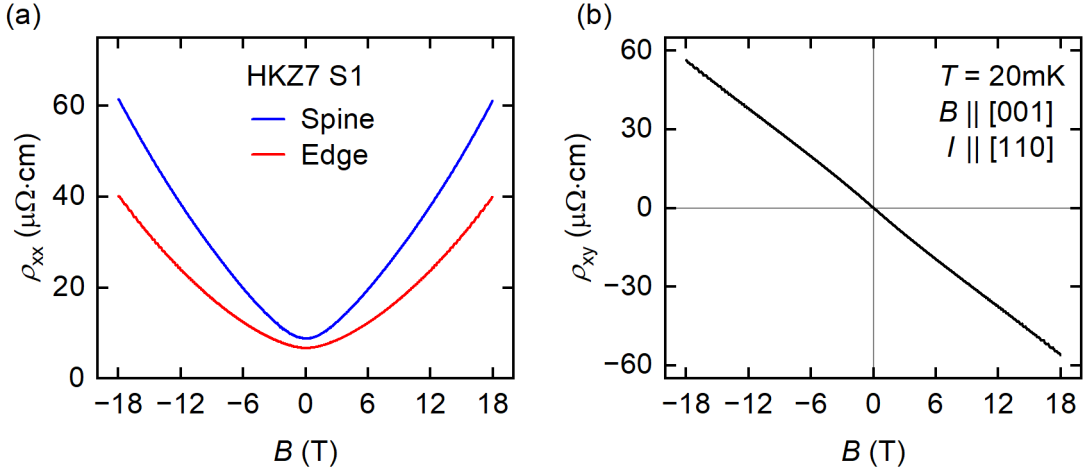 (a)
60
40
20
0
ρxx (μΩ·cm)
HKZ7 S1
Spine
Edge
−18 −12 −6 0 6 12 18
B (T)
(b)
60
30
0
−30
−60
ρxy (μΩ·cm)
T = 20mK
B || [001]
I || [110]
−18 −12 −6 0 6 12 18
B (T)